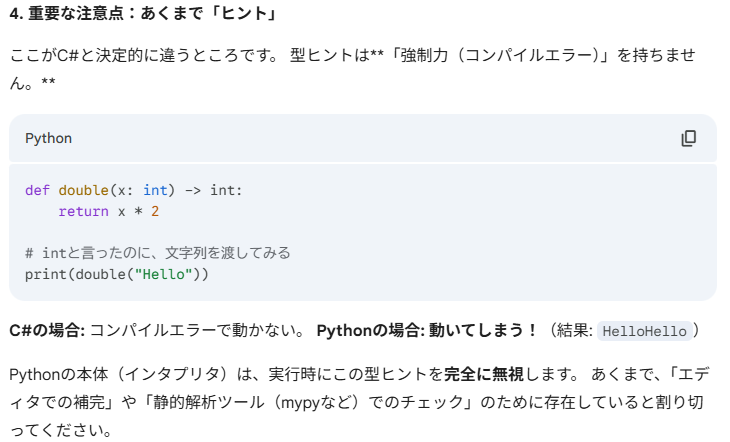 4. 重要な注意点：あくまで「ヒント」
ここがC#と決定的に違うところです。 型ヒントは**「強制力（コンパイルエラー）」を持ちませ
ん。**
Python
def double(x: int) -> int:
    return x * 2
# intと言ったのに、文字列を渡してみる
print(double("Hello"))
C#の場合: コンパイルエラーで動かない。 Pythonの場合: 動いてしまう！（結果: HelloHello）
Pythonの本体（インタプリタ）は、実行時にこの型ヒントを完全に無視します。 あくまで、「エデ
ィタでの補完」や「静的解析ツール（mypyなど）でのチェック」のために存在していると割り切
ってください。